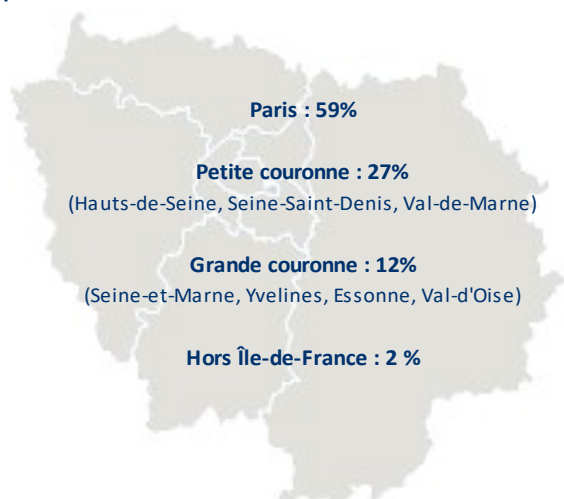 Paris : 59%
Petite couronne : 27%
(Hauts-de-Seine, Seine-Saint-Denis, Val-de-Marne)
Grande couronne : 12%
(Seine-et-Marne, Yvelines, Essonne, Val-d'Oise)
Hors Île-de-France : 2 %